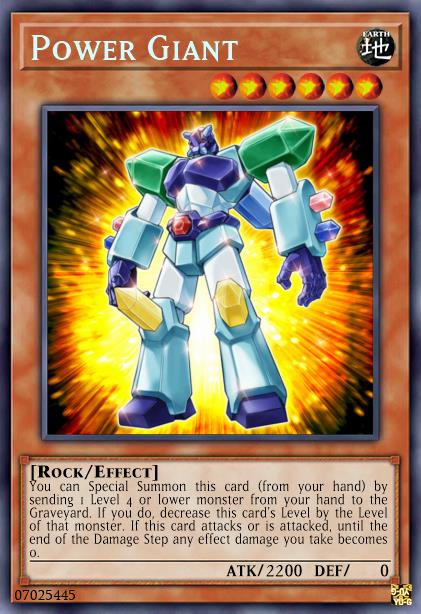 POWER GIANT
EARTH
地
[ROCK/EFFECT]
You can Special Summon this card (from your hand) by
sending 1 Level 4 or lower monster from your hand to the
Graveyard. If you do, decrease this card's Level by the Level
of that monster. If this card attacks or is attacked, until the
end of the Damage Step any effect damage you take becomes
0.
ATK/2200 DEF/ 0
07025445